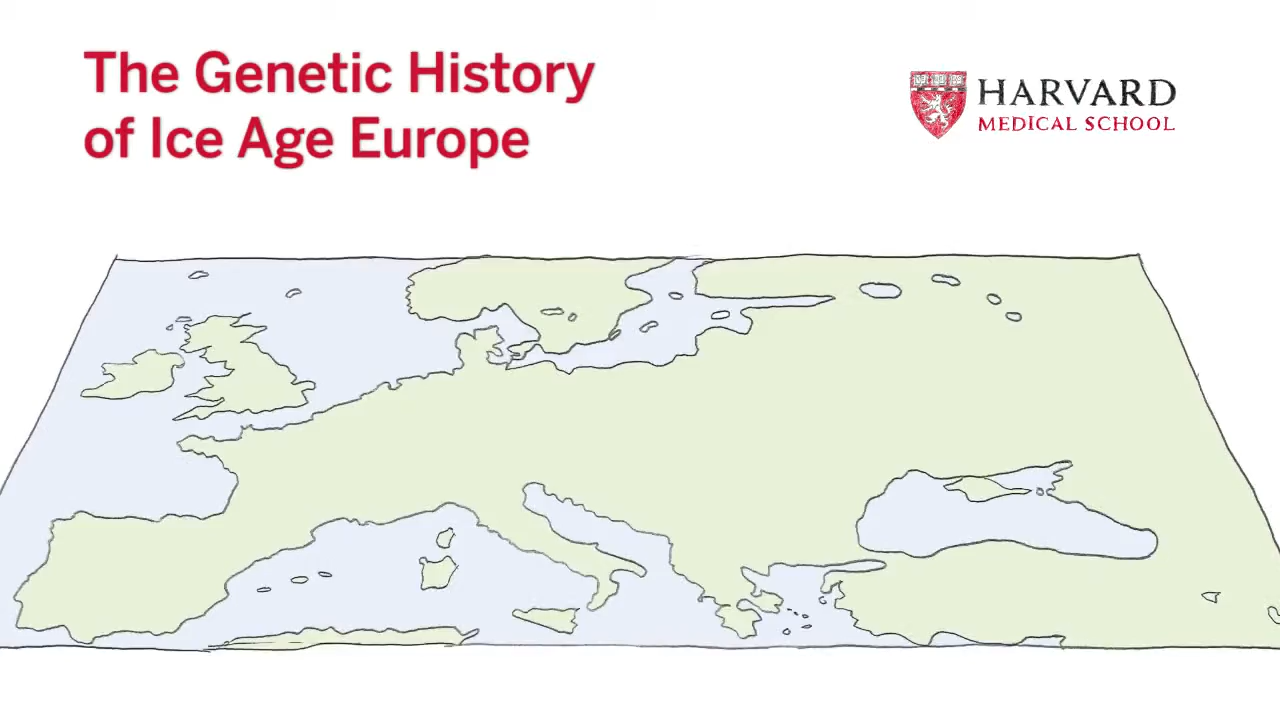 The Genetic History
of Ice Age Europe
HARVARD
MEDICAL SCHOOL